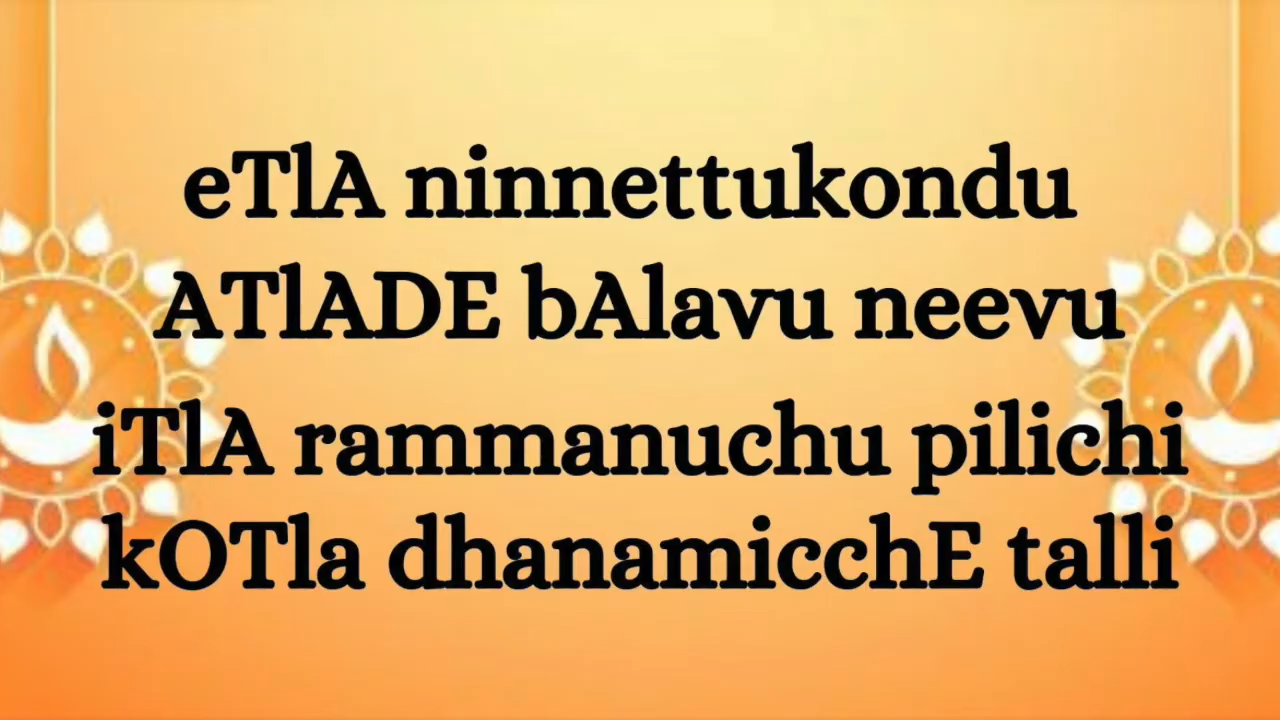 eTlA ninnettukondu
ATlADE bAlavu neevu
iTlA rammanuchu pilichi
kOTla dhanamicchE talli